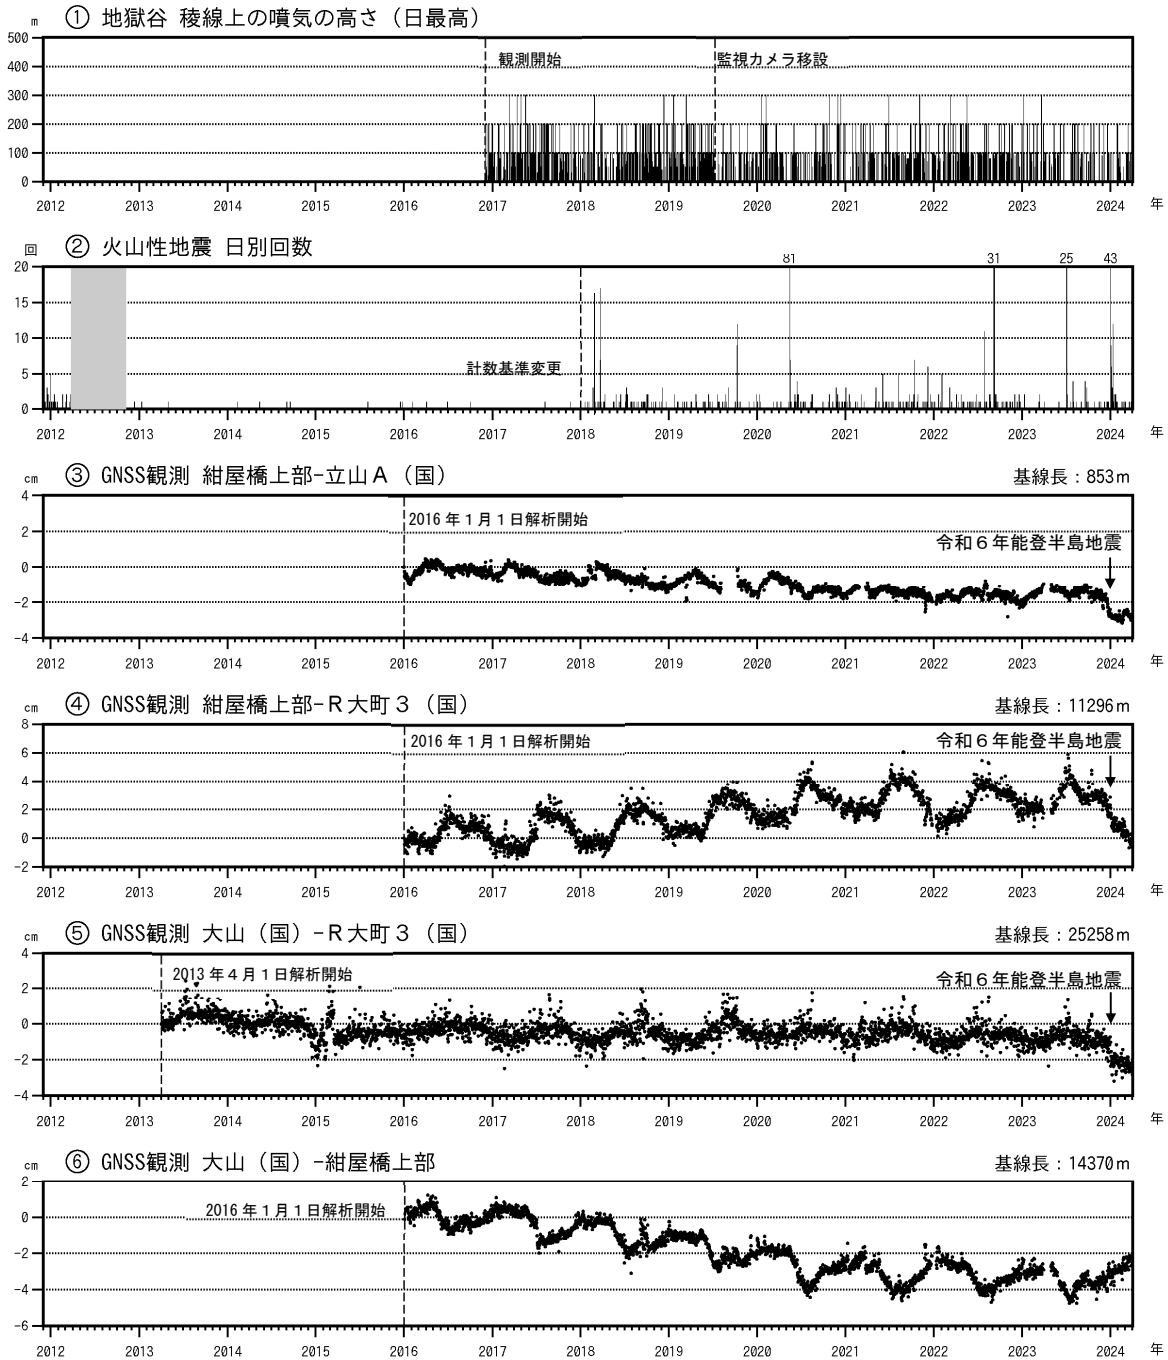 ① 地獄谷 稜線上の噴気の高さ（日最高）
m
500
400
300
200
100
0
観測開始
監視カメラ移設
2012 2013 2014 2015 2016 2017 2018 2019 2020 2021 2022 2023 2024 年
② 火山性地震 日別回数
回
20
15
10
5
0
81 31 25 43
計数基準変更
2012 2013 2014 2015 2016 2017 2018 2019 2020 2021 2022 2023 2024 年
③ GNSS観測 紺屋橋上部-立山Ａ（国） 基線長：853m
cm
4
2
0
-2
-4
2016年１月１日解析開始
令和６年能登半島地震
2012 2013 2014 2015 2016 2017 2018 2019 2020 2021 2022 2023 2024 年
④ GNSS観測 紺屋橋上部-Ｒ大町３（国） 基線長：11296m
cm
8
6
4
2
0
-2
2016年１月１日解析開始
令和６年能登半島地震
2012 2013 2014 2015 2016 2017 2018 2019 2020 2021 2022 2023 2024 年
⑤ GNSS観測 大山（国）-Ｒ大町３（国） 基線長：25258m
cm
4
2
0
-2
-4
2013年４月１日解析開始
令和６年能登半島地震
2012 2013 2014 2015 2016 2017 2018 2019 2020 2021 2022 2023 2024 年
⑥ GNSS観測 大山（国）-紺屋橋上部 基線長：14370m
cm
2
0
-2
-4
-6
2016年１月１日解析開始
2012 2013 2014 2015 2016 2017 2018 2019 2020 2021 2022 2023 2024 年